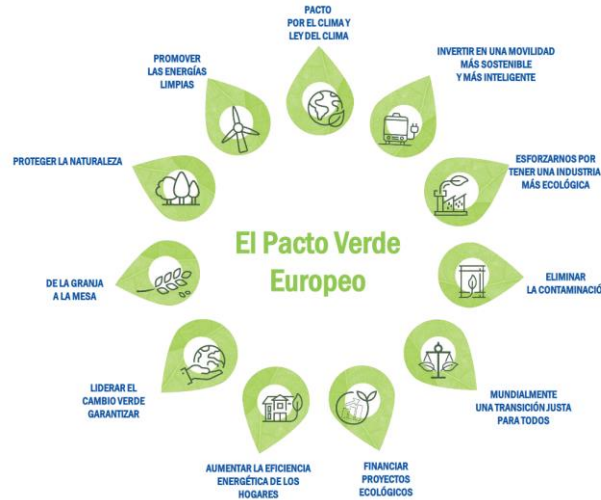 PACTO
POR EL CLIMA Y
LEY DEL CLIMA
INVERTIR EN UNA MOVILIDAD
MÁS SOSTENIBLE
Y MÁS INTELIGENTE
ESFORZARNOS POR
TENER UNA INDUSTRIA
MÁS ECOLÓGICA
ELIMINAR
LA CONTAMINACIÓ
MUNDIALMENTE
UNA TRANSICIÓN JUSTA
PARA TODOS
FINANCIAR
PROYECTOS
ECOLÓGICOS
AUMENTAR LA EFICIENCIA
ENERGÉTICA DE LOS
HOGARES
LIDERAR EL
CAMBIO VERDE
GARANTIZAR
DE LA GRANJA
A LA MESA
PROTEGER LA NATURALEZA
PROMOVER
LAS ENERGÍAS
LIMPIAS
El Pacto Verde
Europeo